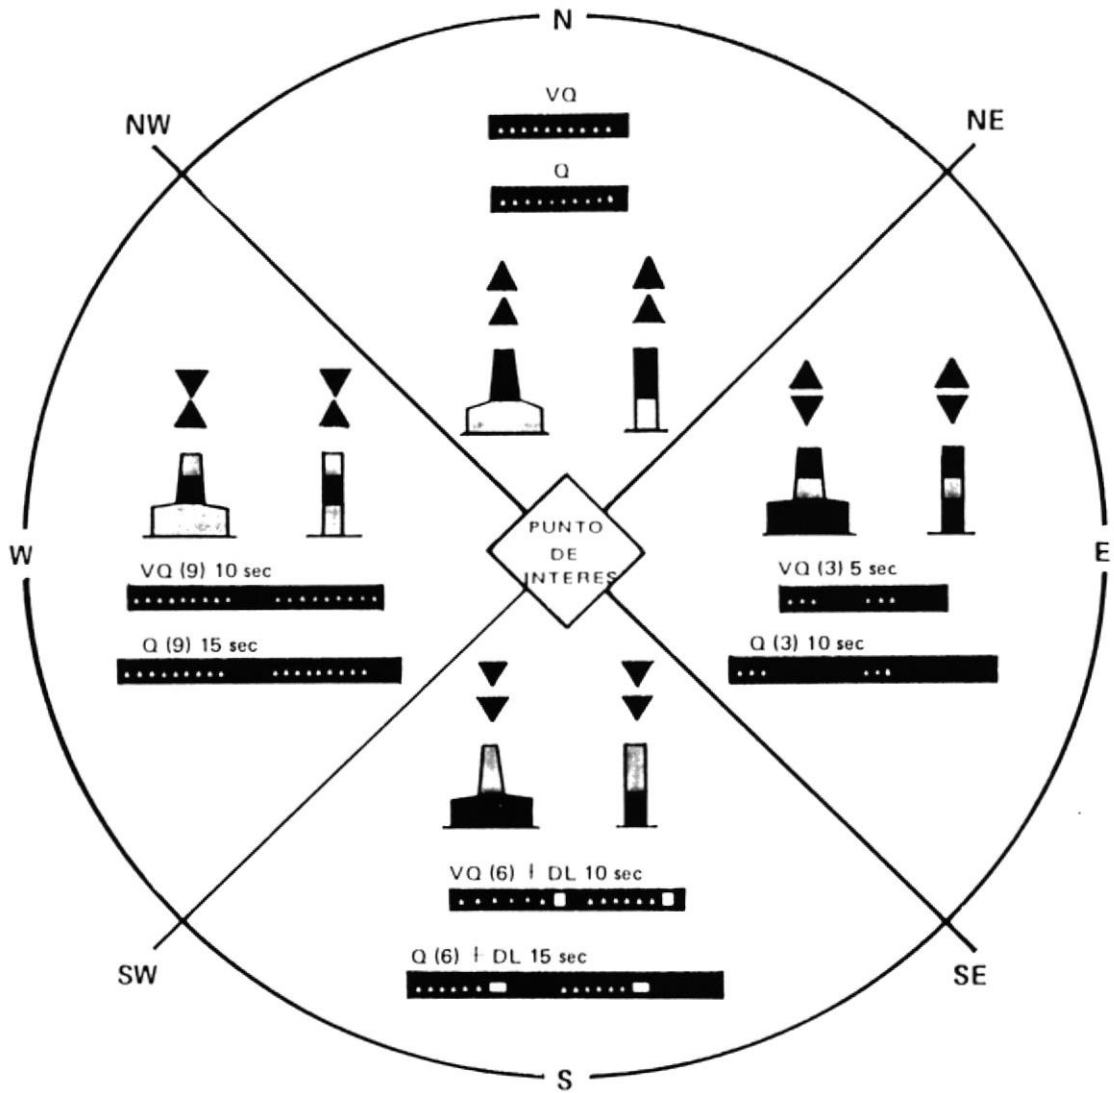 N
NW
NE
VQ
Q
W
E
PUNTO
DE
INTERES
VQ (9) 10 sec
Q (9) 15 sec
VQ (3) 5 sec
Q (3) 10 sec
VQ (6) + DL 10 sec
Q (6) + DL 15 sec
SW
SE
S